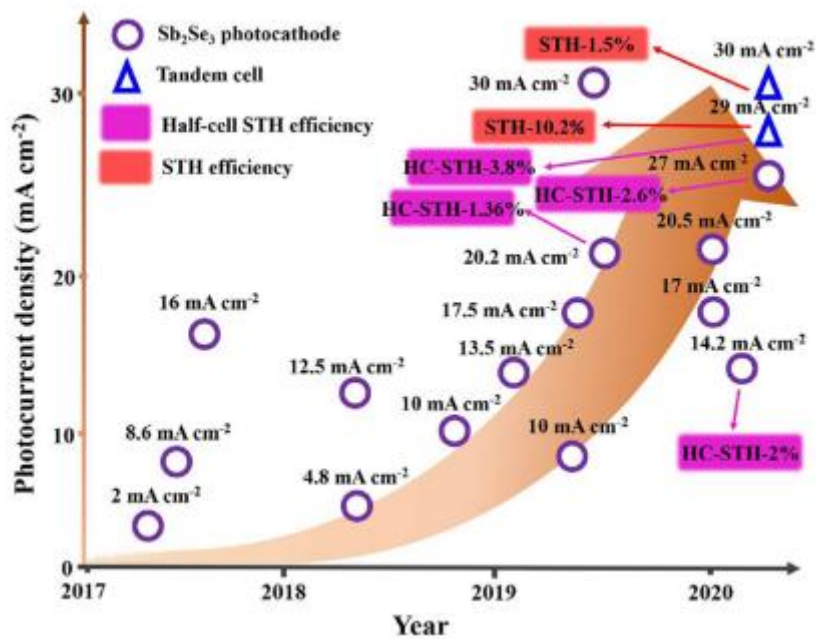 Sb₂Se₃ photocathode
Tandem cell
Half-cell STH efficiency
STH efficiency
STH-1.5%
30 mA cm⁻²
30 mA cm⁻²
29 mA cm⁻²
STH-10.2%
HC-STH-3.8%
27 mA cm⁻²
HC-STH-2.6%
HC-STH-1.36%
20.5 mA cm⁻²
20.2 mA cm⁻²
16 mA cm⁻²
17.5 mA cm⁻²
17 mA cm⁻²
13.5 mA cm⁻²
14.2 mA cm⁻²
12.5 mA cm⁻²
10 mA cm⁻²
8.6 mA cm⁻²
10 mA cm⁻²
HC-STH-2%
4.8 mA cm⁻²
2 mA cm⁻²
Photocurrent density (mA cm⁻²)
30
20
10
0
2017
2018
2019
2020
Year